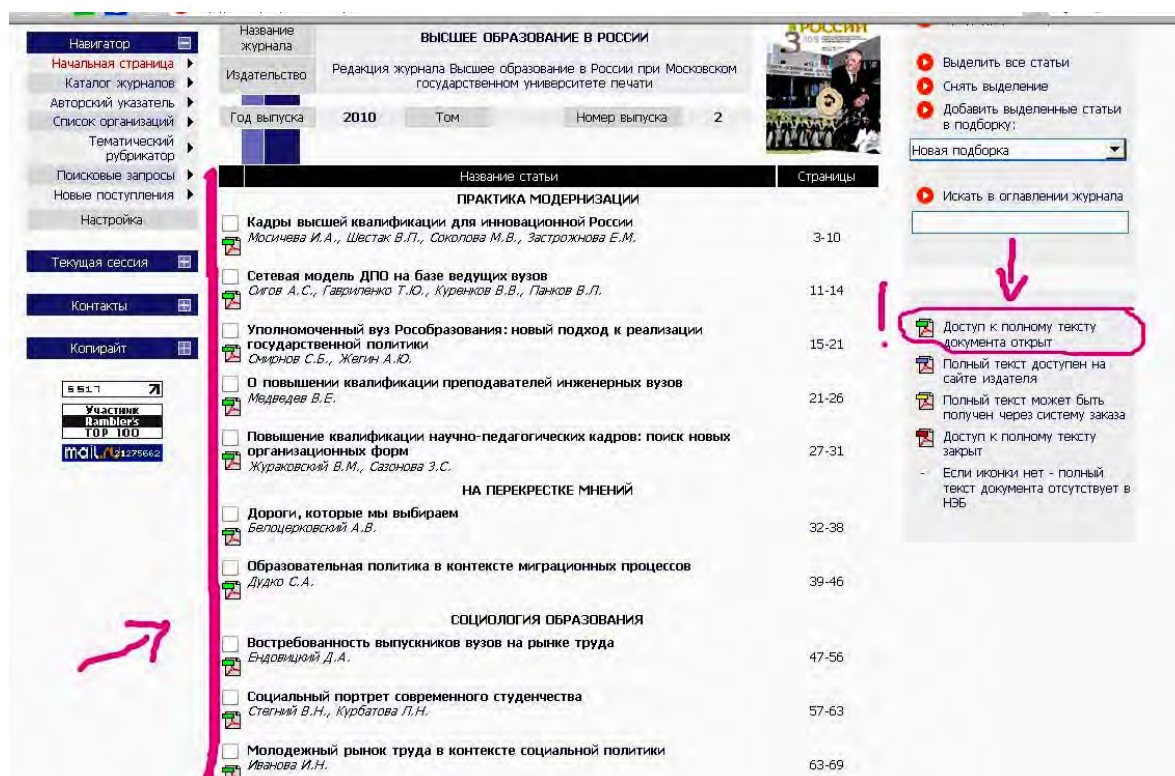 Навигатор
Начальная страница
Каталог журналов
Авторский указатель
Список организаций
Тематический
рубрикатор
Поисковые запросы
Новые поступления
Настройка
Текущая сессия
Контакты
Копирайт
5517
Участник
Rambler's
TOP 100
mail.ru 21275662
Название
журнала
ВЫСШЕЕ ОБРАЗОВАНИЕ В РОССИИ
Издательство
Редакция журнала Высшее образование в России при Московском
государственном университете печати
Год выпуска 2010 Том Номер выпуска 2
РОССИИ
3
Название статьи Страницы
ПРАКТИКА МОДЕРНИЗАЦИИ
Кадры высшей квалификации для инновационной России
Мосичева И.А., Шестак В.П., Соколова М.В., Застрожнова Е.М. 3-10
Сетевая модель ДПО на базе ведущих вузов
Сигов А.С., Гавриленко Т.Ю., Куренков В.В., Панков В.Л. 11-14
Уполномоченный вуз Рособразования: новый подход к реализации
государственной политики 15-21
Смирнов С.Б., Жегин А.Ю.
О повышении квалификации преподавателей инженерных вузов
Медведев В.Е. 21-26
Повышение квалификации научно-педагогических кадров: поиск новых
организационных форм 27-31
Жураковский В.М., Сазонова З.С.
НА ПЕРЕКРЕСТКЕ МНЕНИЙ
Дороги, которые мы выбираем
Белоцерковский А.В. 32-38
Образовательная политика в контексте миграционных процессов
Дудко С.А. 39-46
СОЦИОЛОГИЯ ОБРАЗОВАНИЯ
Востребованность выпускников вузов на рынке труда
Ендовицкий Д.А. 47-56
Социальный портрет современного студенчества
Стегний В.Н., Курбатова Л.Н. 57-63
Молодежный рынок труда в контексте социальной политики
Иванова И.Н. 63-69
Выделить все статьи
Снять выделение
Добавить выделенные статьи
в подборку:
Новая подборка
Искать в оглавлении журнала
!
Доступ к полному тексту
документа открыт
Полный текст доступен на
сайте издателя
Полный текст может быть
получен через систему заказа
Доступ к полному тексту
закрыт
- Если иконки нет - полный
текст документа отсутствует в
НЭБ